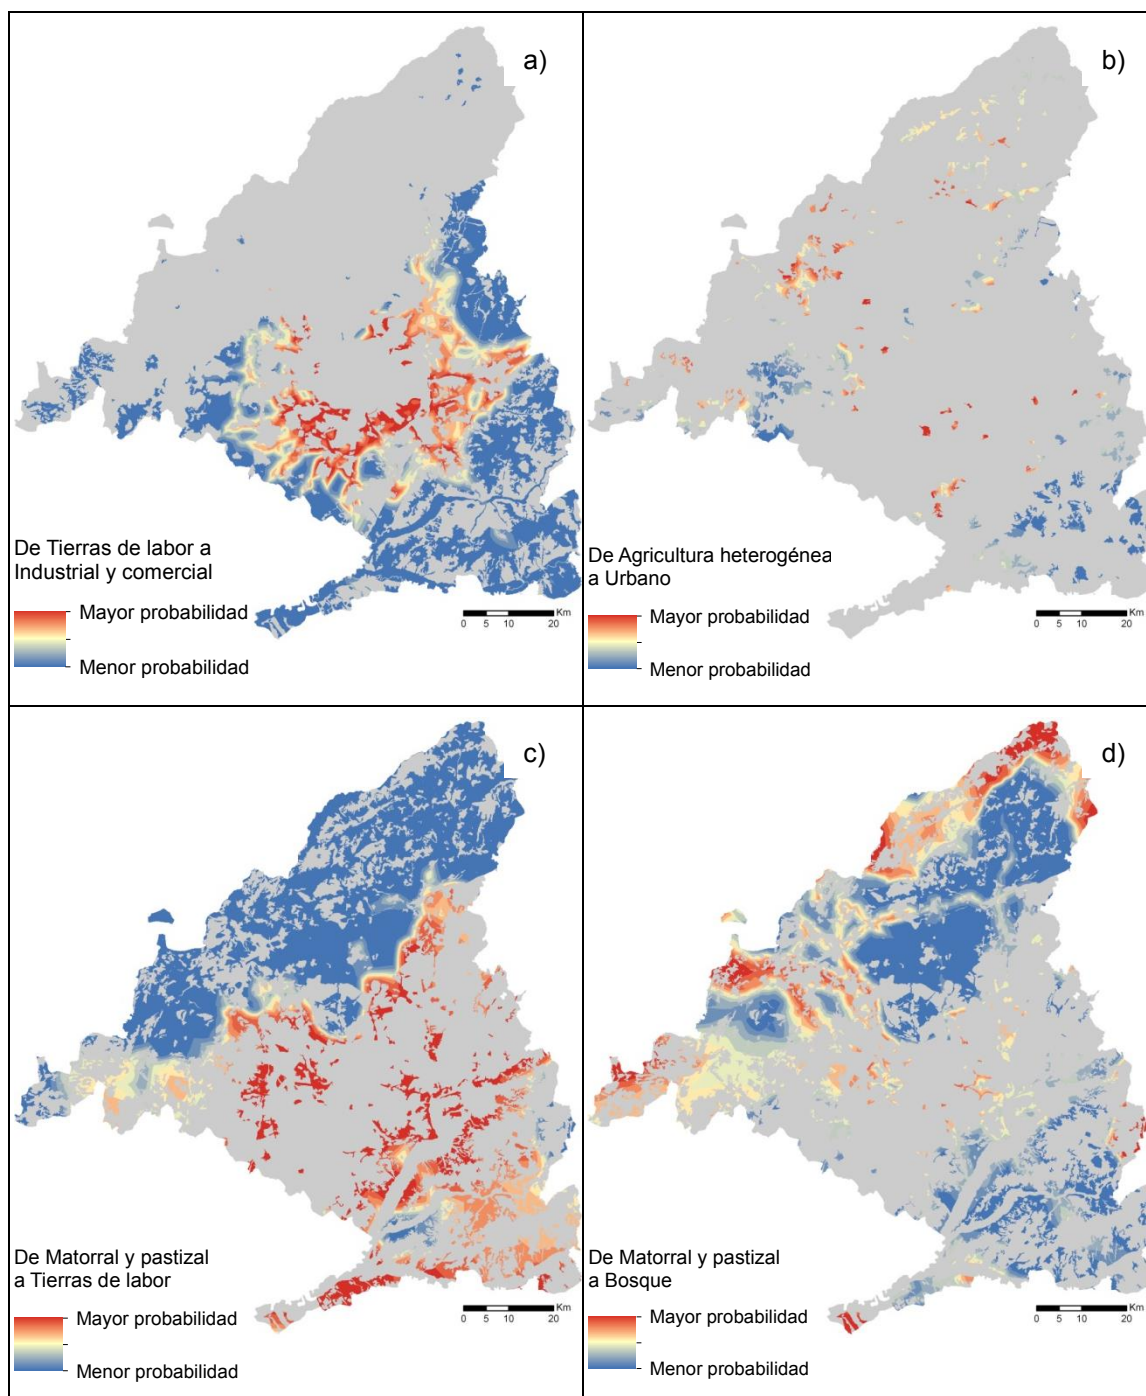 a)
De Tierras de labor a
Industrial y comercial
Mayor probabilidad
Menor probabilidad
Km
0 5 10 20
b)
De Agricultura heterogénea
a Urbano
Mayor probabilidad
Menor probabilidad
Km
0 5 10 20
c)
De Matorral y pastizal
a Tierras de labor
Mayor probabilidad
Menor probabilidad
Km
0 5 10 20
d)
De Matorral y pastizal
a Bosque
Mayor probabilidad
Menor probabilidad
Km
0 5 10 20